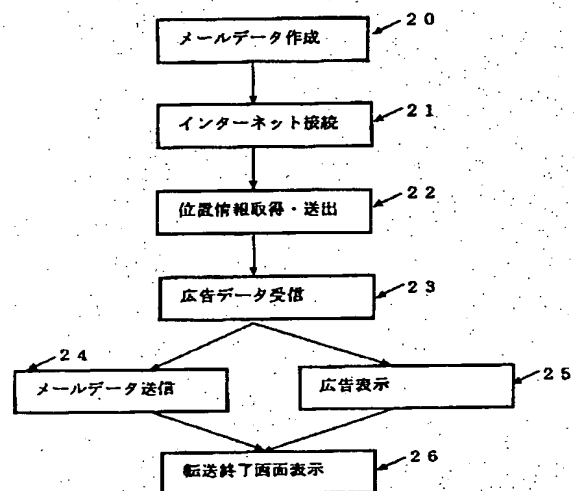 メールデータ作成
20
インターネット接続
21
位置情報取得・送出
22
広告データ受信
23
24
メールデータ送信
広告表示
25
転送終了画面表示
26